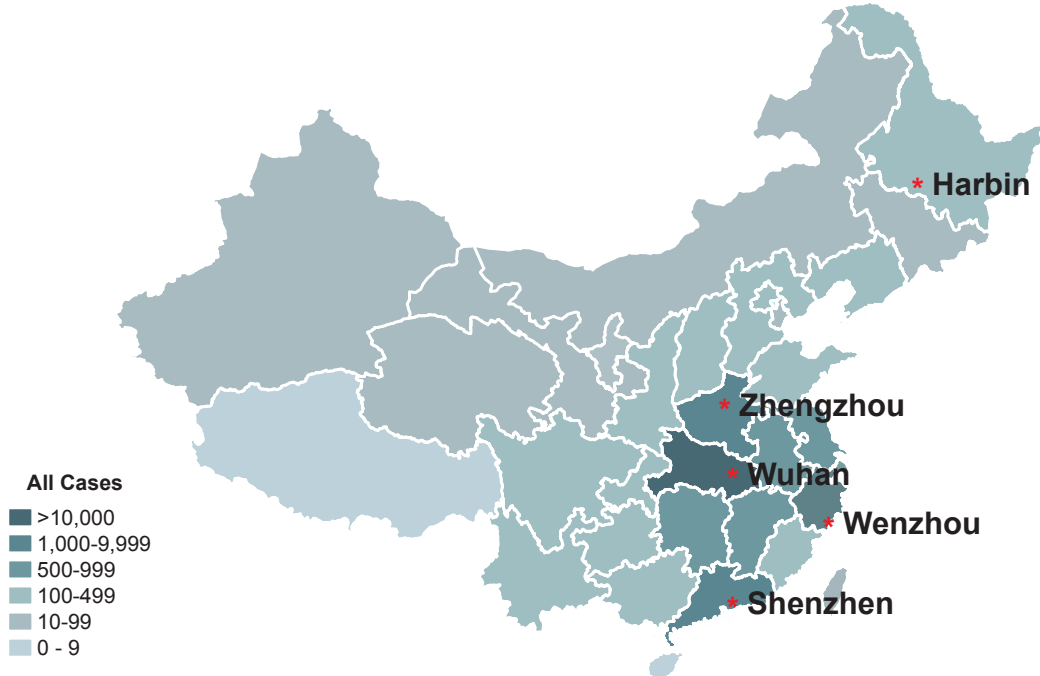 Harbin
Zhengzhou
Wuhan
Wenzhou
Shenzhen
All Cases
>10,000
1,000-9,999
500-999
100-499
10-99
0 - 9